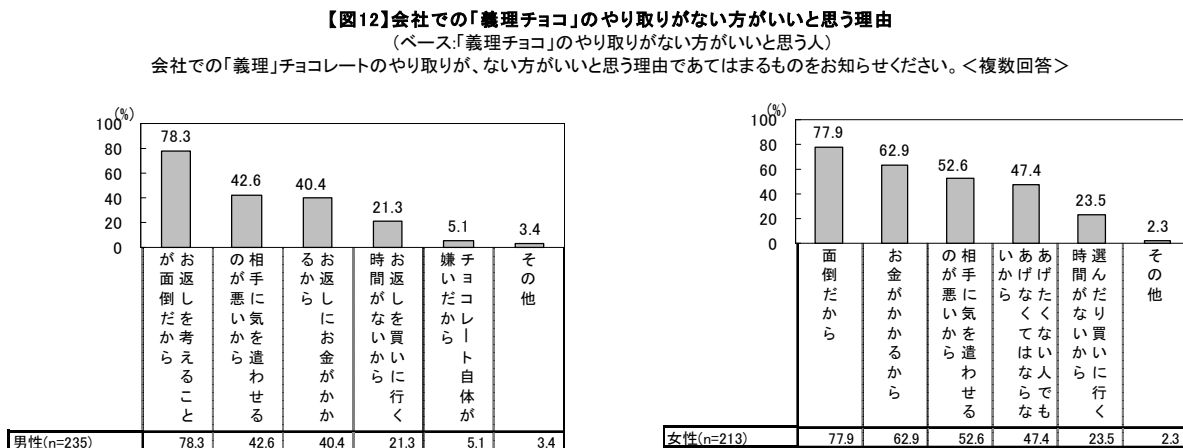 【図12】会社での「義理チョコ」のやり取りがない方がいいと思う理由
(ベース:「義理チョコ」のやり取りがない方がいいと思う人)
会社での「義理」チョコレートのやり取りが、ない方がいいと思う理由であてはまるものをお知らせください。＜複数回答＞
(%)
100
80
60
40
20
0
78.3
42.6
40.4
21.3
5.1
3.4
お返しを考えること
が面倒だから
相手に気を遣わせる
のが悪いから
お返しにお金がかか
るから
お返しを買いに行く
時間がないから
チョコレート自体が
嫌いだから
その他
男性(n=235) 78.3 42.6 40.4 21.3 5.1 3.4
(%)
100
80
60
40
20
0
77.9
62.9
52.6
47.4
23.5
2.3
面倒だから
お金がかかるから
相手に気を遣わせる
のが悪いから
あげたくない人でも
あげなくてはならな
いから
選んだり買いに行く
時間がないから
その他
女性(n=213) 77.9 62.9 52.6 47.4 23.5 2.3